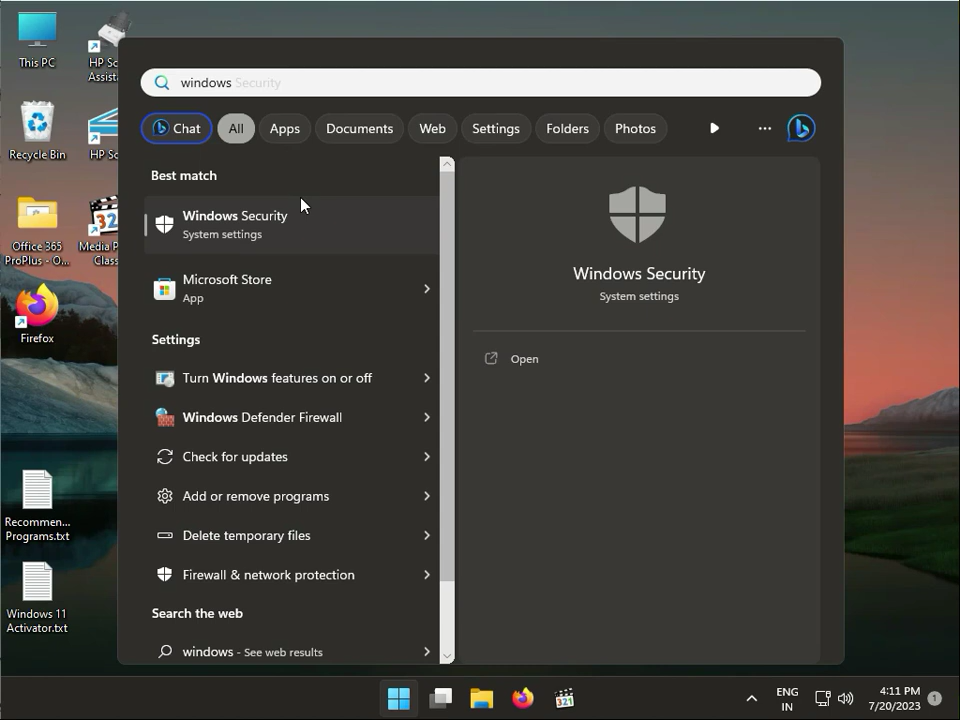 This PC
HP So
Assista
Recycle Bin
HP Sc
Office 365
ProPlus - O...
Media P
Class
Firefox
Recommen...
Programs.txt
Windows 11
Activator.txt
windows Security
Chat
All
Apps
Documents
Web
Settings
Folders
Photos
Best match
Windows Security
System settings
Microsoft Store
App
Settings
Turn Windows features on or off
Windows Defender Firewall
Check for updates
Add or remove programs
Delete temporary files
Firewall & network protection
Search the web
windows - See web results
Windows Security
System settings
Open
321
ENG
IN
4:11 PM
7/20/2023
1